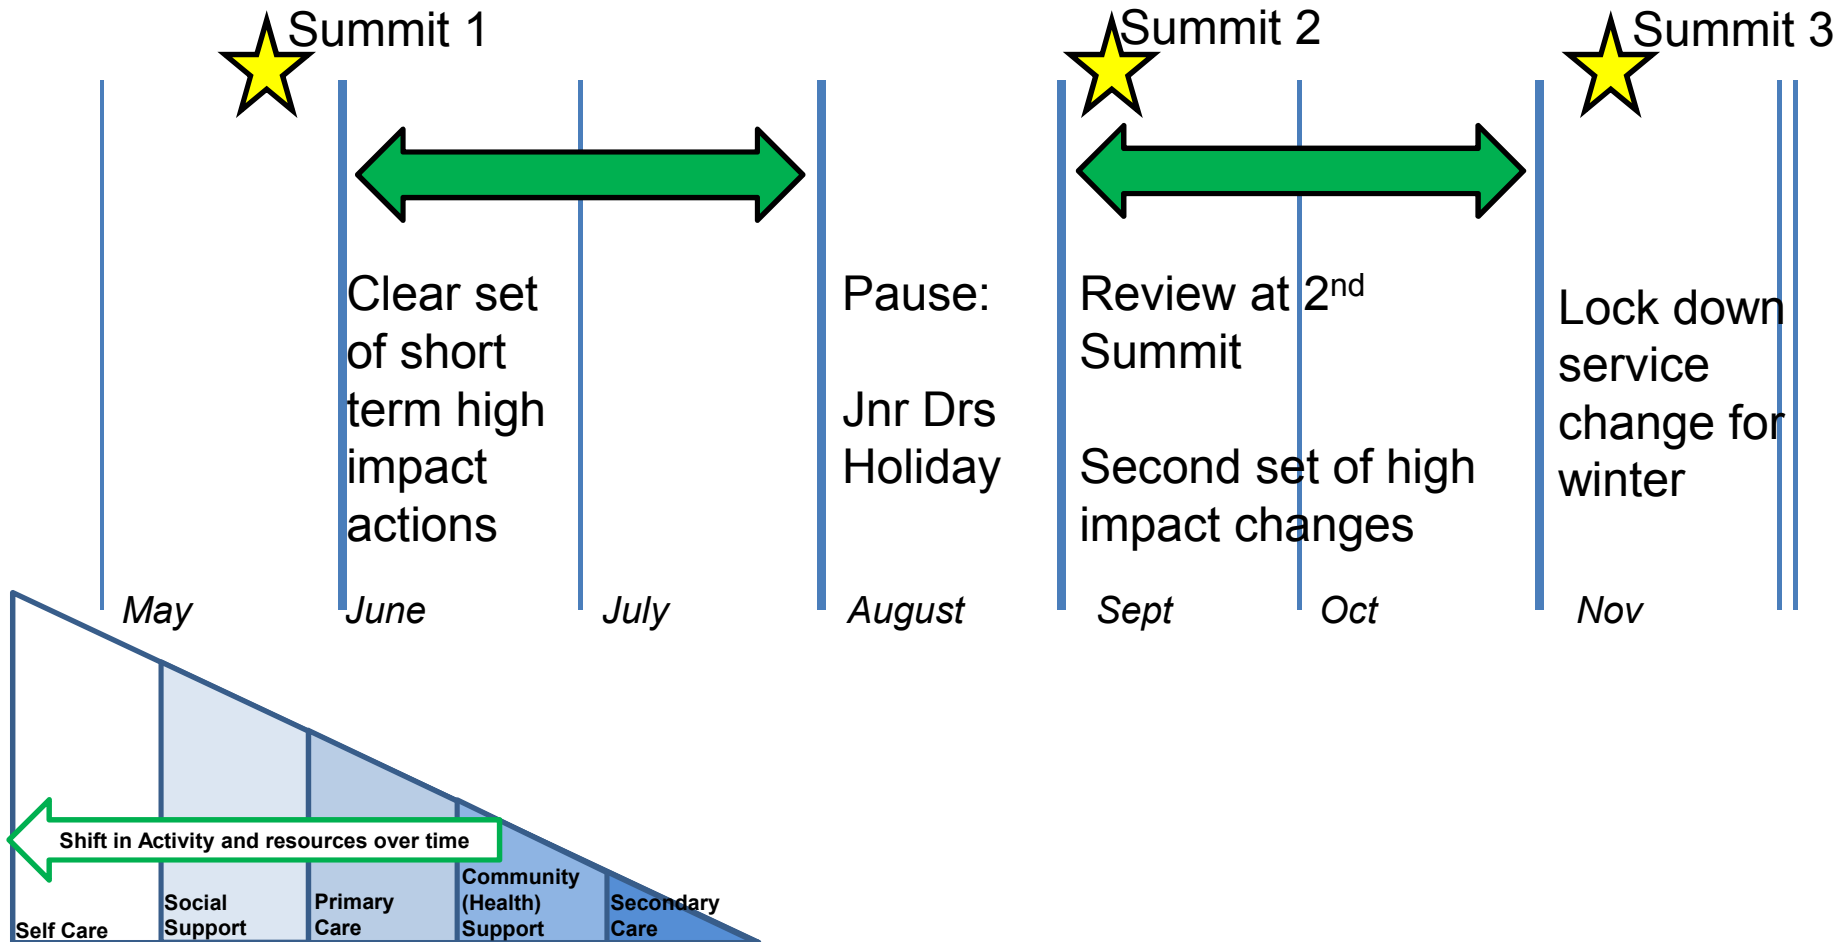 Summit 1
Summit 2
Summit 3
Clear set
of short
term high
impact
actions
Pause:
Jnr Drs
Holiday
Review at 2nd
Summit
Second set of high
impact changes
Lock down
service
change for
winter
May
June
July
August
Sept
Oct
Nov
Shift in Activity and resources over time
Self Care
Social
Support
Primary
Care
Community
(Health)
Support
Secondary
Care